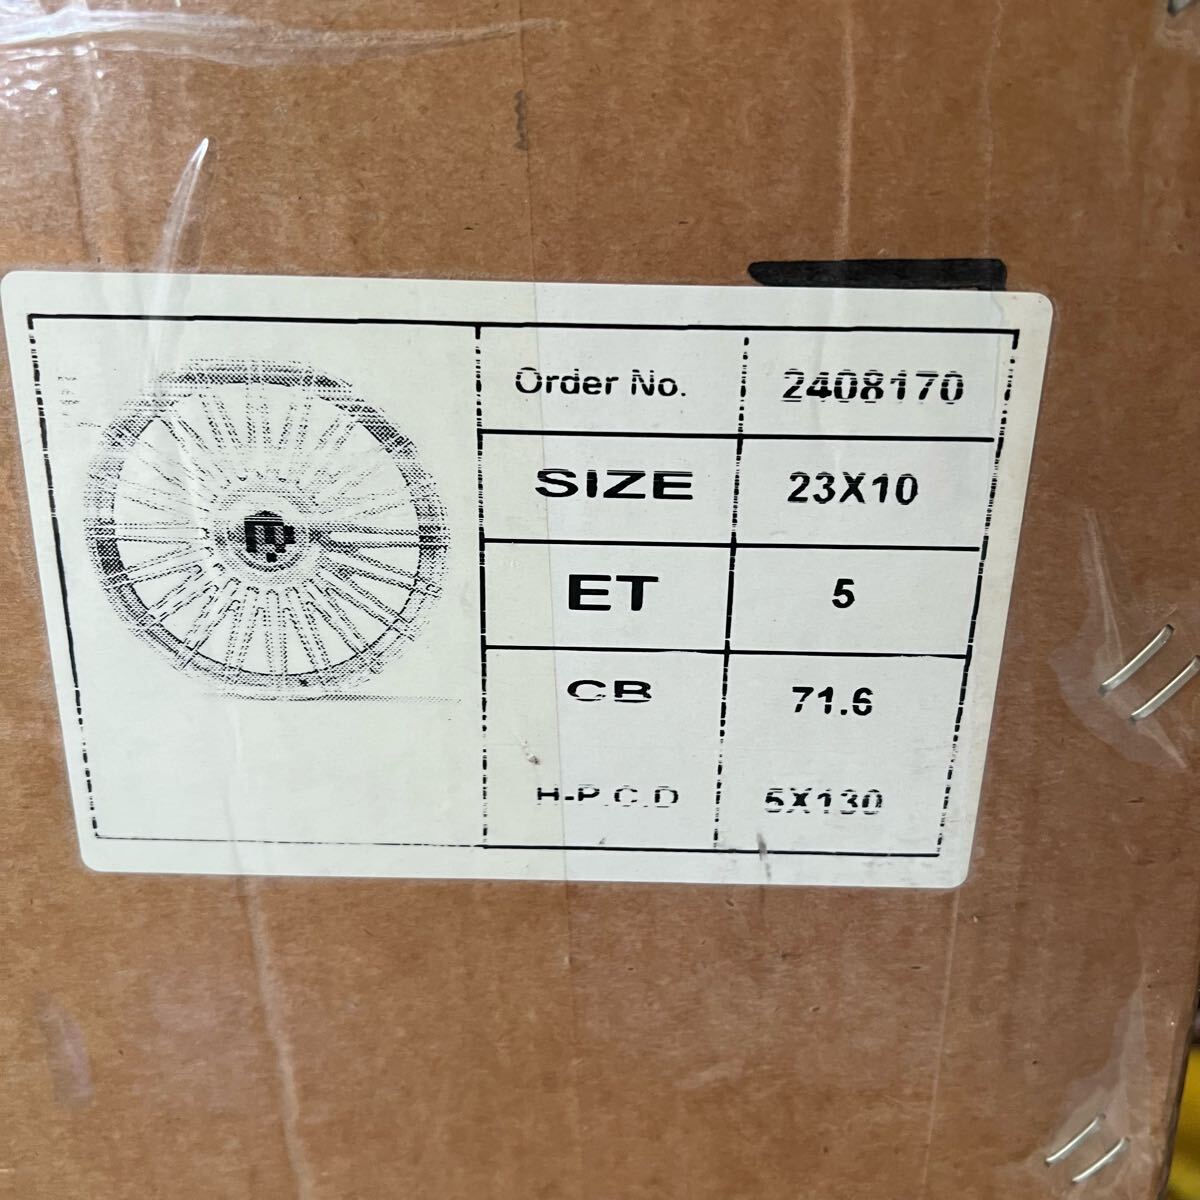 Order No. 2408170
SIZE 23X10
ET 5
CB 71.6
H-P.C.D 5X130